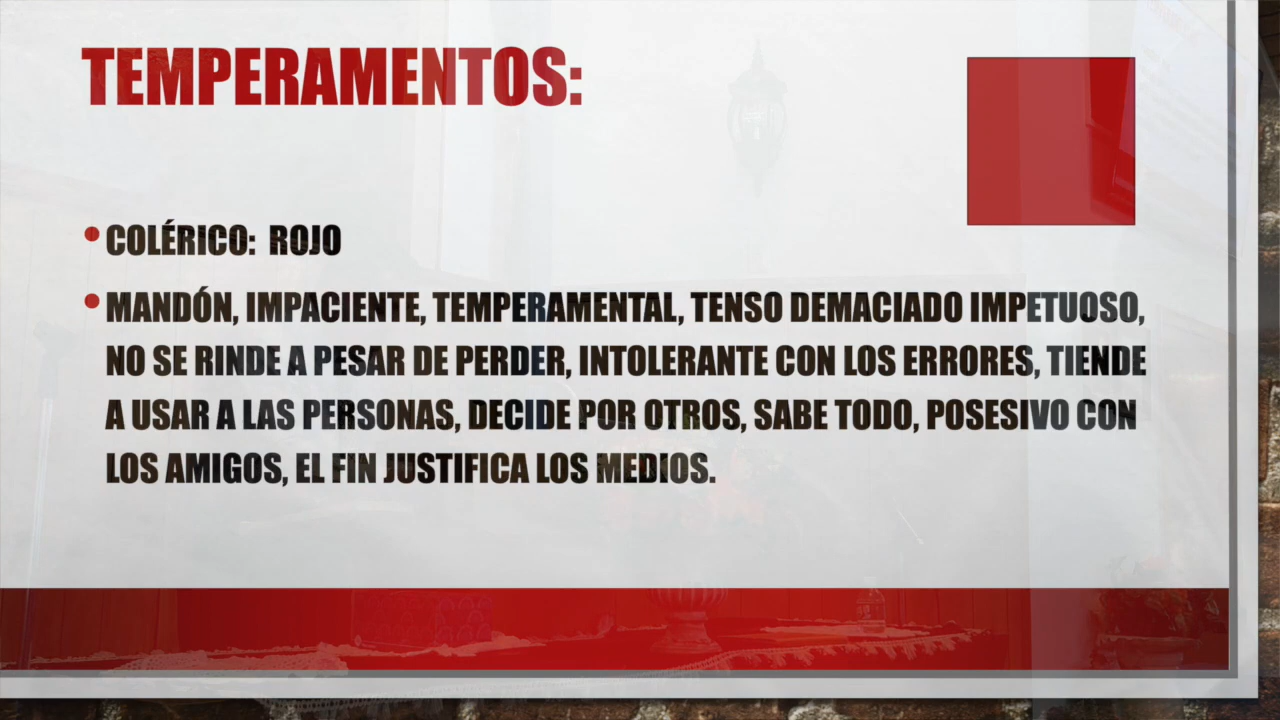 TEMPERAMENTOS:
• COLÉRICO: ROJO
• MANDÓN, IMPACIENTE, TEMPERAMENTAL, TENSO DEMACIADO IMPETUOSO,
NO SE RINDE A PESAR DE PERDER, INTOLERANTE CON LOS ERRORES, TIENDE
A USAR A LAS PERSONAS, DECIDE POR OTROS, SABE TODO, POSESIVO CON
LOS AMIGOS, EL FIN JUSTIFICA LOS MEDIOS.